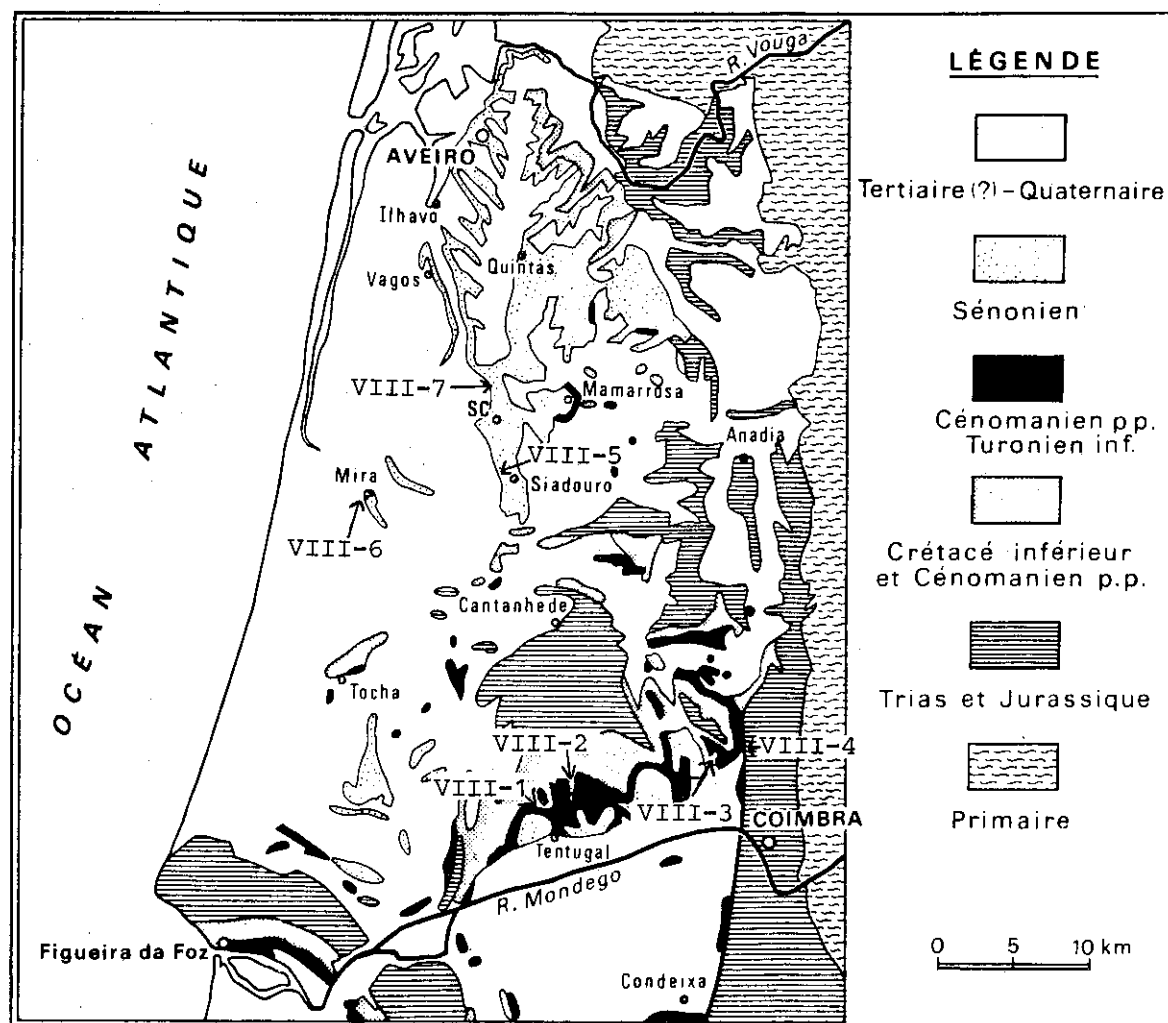 R. Vouga
AVEIRO
Ilhavo
Vagos
Quintas
OCÉAN ATLANTIQUE
VIII-7
SC
Mamarrosa
VIII-5
Siadouro
Anadia
Mira
VIII-6
Cantanhede
Tocha
VIII-2
VIII-1
VIII-4
VIII-3
COIMBRA
Tentugal
R. Mondego
Figueira da Foz
Condeixa
LÉGENDE
Tertiaire (?) - Quaternaire
Sénonien
Cénomanien p.p.
Turonien inf.
Crétacé inférieur
et Cénomanien p.p.
Trias et Jurassique
Primaire
0 5 10 km